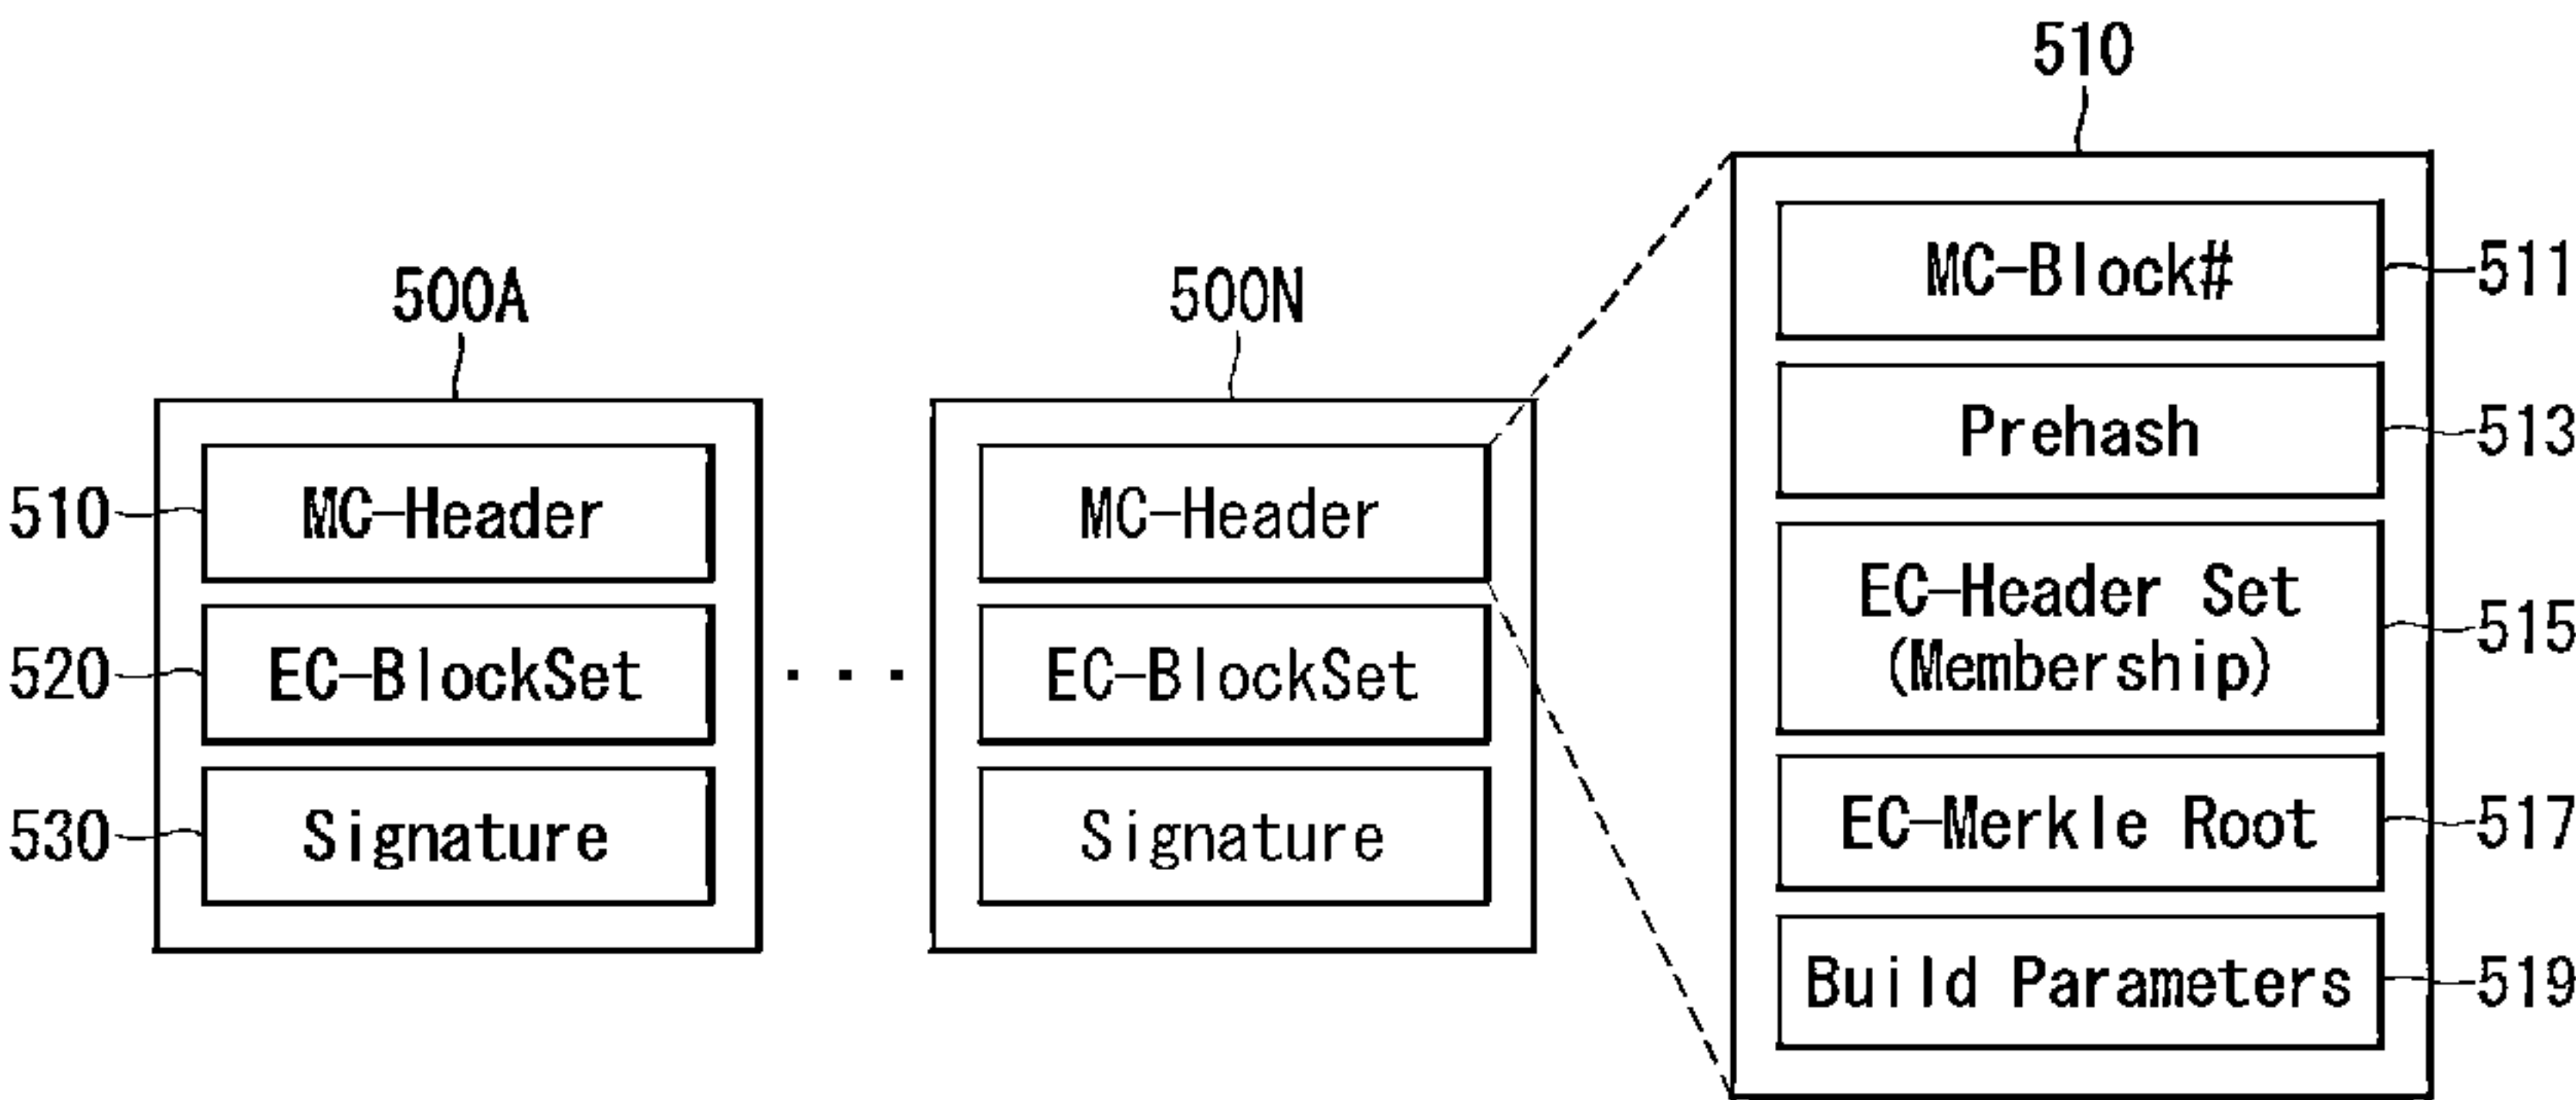 500A
510
MC-Header
520
EC-BlockSet
530
Signature
. . .
500N
MC-Header
EC-BlockSet
Signature
510
MC-Block#
511
Prehash
513
EC-Header Set
(Membership)
515
EC-Merkle Root
517
Build Parameters
519